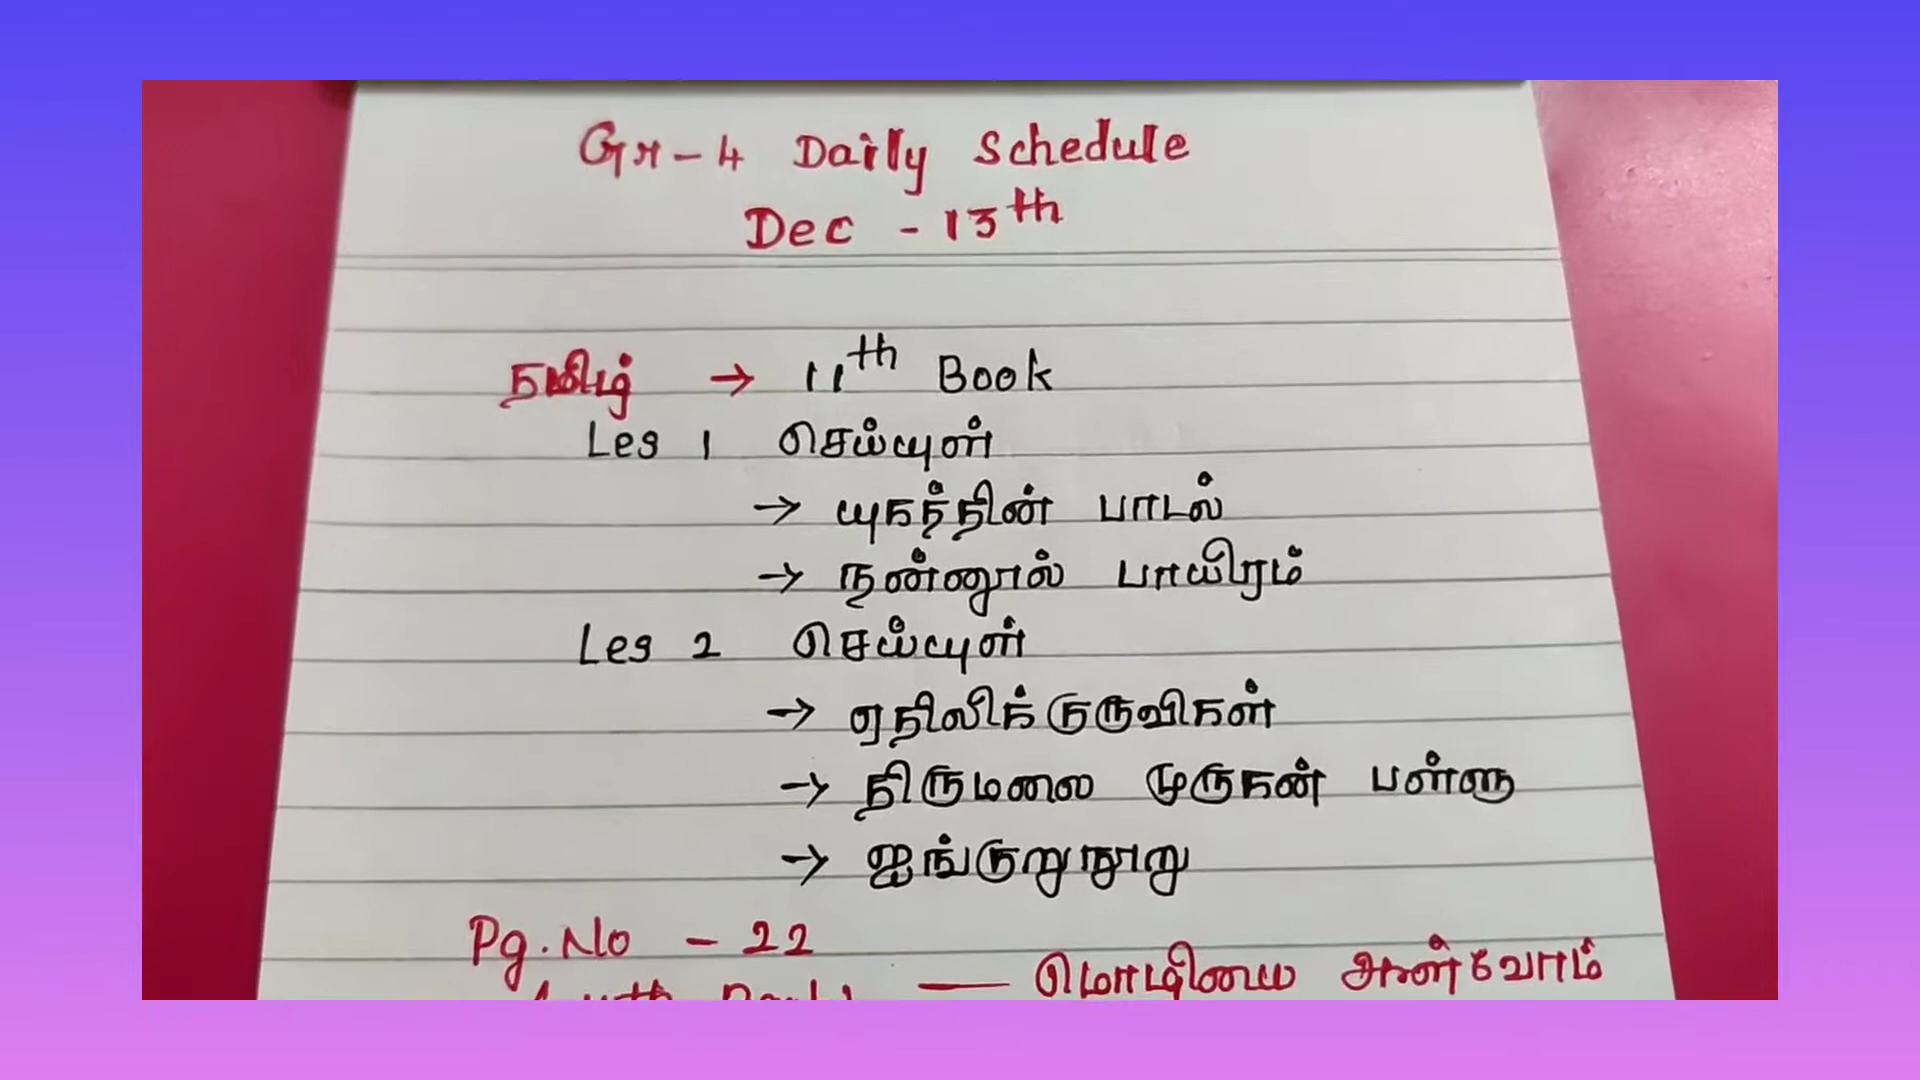 Gr - 4 Daily Schedule
Dec - 13th
தமிழ் → 11th Book
Les 1 செய்யுள்
→ யுகத்தின் பாடல்
→ நன்னூல் பாயிரம்
Les 2 செய்யுள்
→ ஏதிலிக் குருவிகள்
→ திருமலை முருகன் பள்ளு
→ ஐங்குறுநூறு
Pg. No - 22
— மொழியை ஆள்வோம்